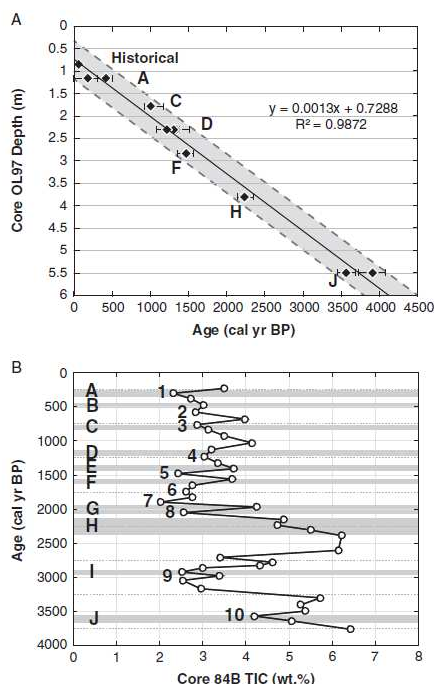 A
0
0.5
1
1.5
2
2.5
3
3.5
4
4.5
5
5.5
6
Core OL97 Depth (m)
Historical
A
C
D
F
H
J
y = 0.0013x + 0.7288
R² = 0.9872
0 500 1000 1500 2000 2500 3000 3500 4000 4500
Age (cal yr BP)
B
0
500
1000
1500
2000
2500
3000
3500
4000
Age (cal yr BP)
A
B
C
D
E
F
G
H
I
J
1
2
3
4
5
6
7
8
9
10
0 1 2 3 4 5 6 7 8
Core 84B TIC (wt.%)